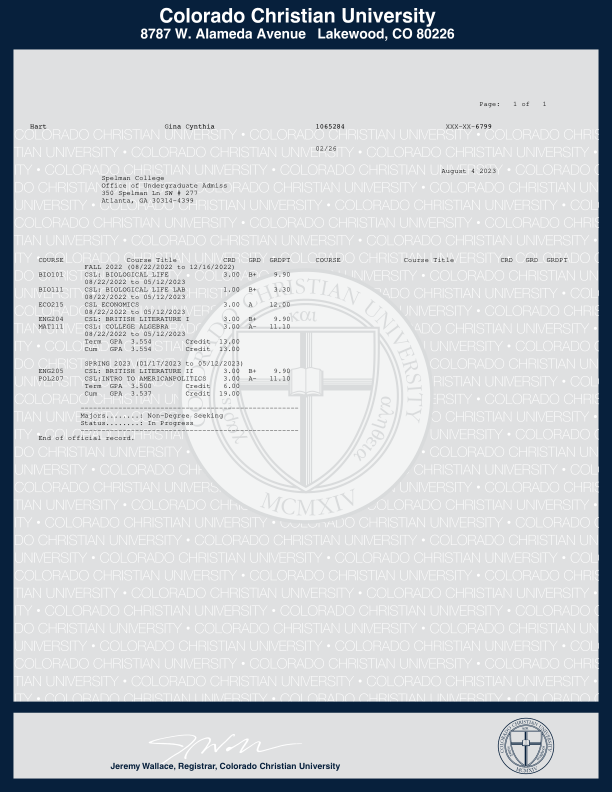 Colorado Christian University
8787 W. Alameda Avenue Lakewood, CO 80226
Page: 1 of 1
Hart Gina Cynthia 1065284 XXX-XX-6799
02/26
August 4 2023
Spelman College
Office of Undergraduate Admiss
350 Spelman Ln SW # 277
Atlanta, GA 30314-4399
COURSE Course Title CRD GRD GRDPT COURSE Course Title CRD GRD GRDPT
FALL 2022 (08/22/2022 to 12/16/2022)
BIO101 CSL: BIOLOGICAL LIFE 3.00 B+ 9.90
08/22/2022 to 05/12/2023
BIO111 CSL: BIOLOGICAL LIFE LAB 1.00 B+ 3.30
08/22/2022 to 05/12/2023
ECO215 CSL ECONOMICS 3.00 A 12.00
08/22/2022 to 05/12/2023
ENG204 CSL: BRITISH LITERATURE I 3.00 B+ 9.90
MAT111 CSL: COLLEGE ALGEBRA 3.00 A- 11.10
08/22/2022 to 05/12/2023
Term GPA 3.554 Credit 13.00
Cum GPA 3.554 Credit 13.00
SPRING 2023 (01/17/2023 to 05/12/2023)
ENG205 CSL: BRITISH LITERATURE II 3.00 B+ 9.90
POL207 CSL:INTRO TO AMERICANPOLITICS 3.00 A- 11.10
Term GPA 3.500 Credit 6.00
Cum GPA 3.537 Credit 19.00
Majors........: Non-Degree Seeking
Status........: In Progress
End of official record.
COLORADO CHRISTIAN UNIVERSITY
MCMXIV
Jeremy Wallace, Registrar, Colorado Christian University